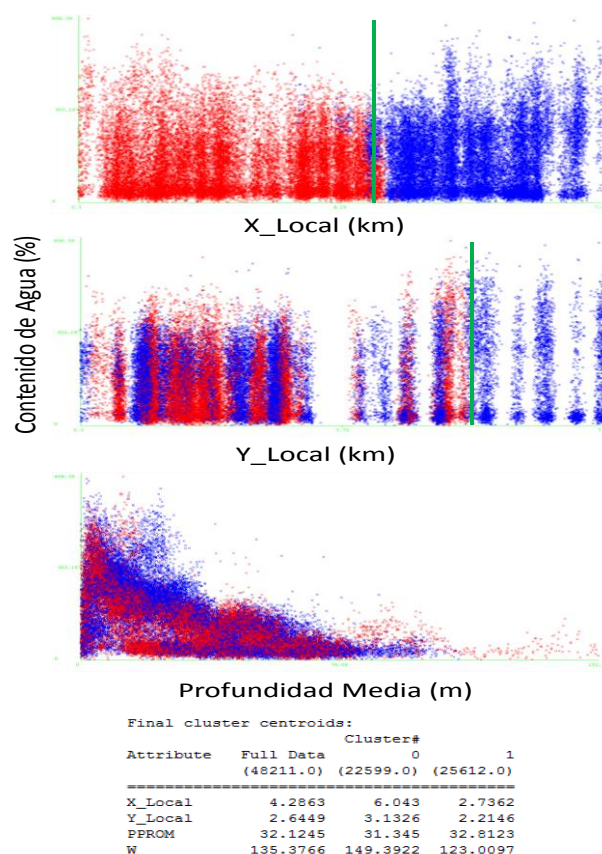 Contenido de Agua (%)
X_Local (km)
Y_Local (km)
0
Profundidad Media (m)
Final cluster centroids:
Cluster#
Attribute Full Data 0 1
(48211.0) (22599.0) (25612.0)
==========================================
X_Local 4.2863 6.043 2.7362
Y_Local 2.6449 3.1326 2.2146
PPROM 32.1245 31.345 32.8123
W 135.3766 149.3922 123.0097